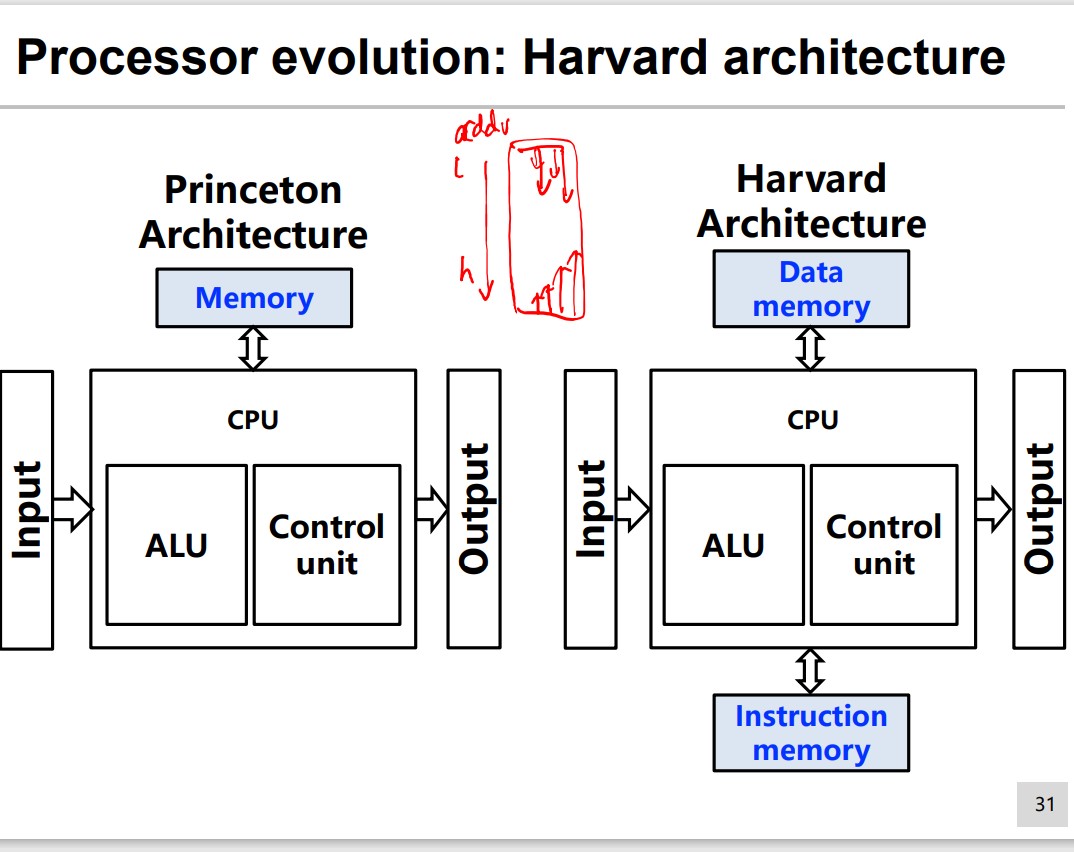 Processor evolution: Harvard architecture
addr
l
h
Princeton
Architecture
Memory
Input
CPU
ALU
Control
unit
Output
Harvard
Architecture
Data
memory
Input
CPU
ALU
Control
unit
Output
Instruction
memory
31